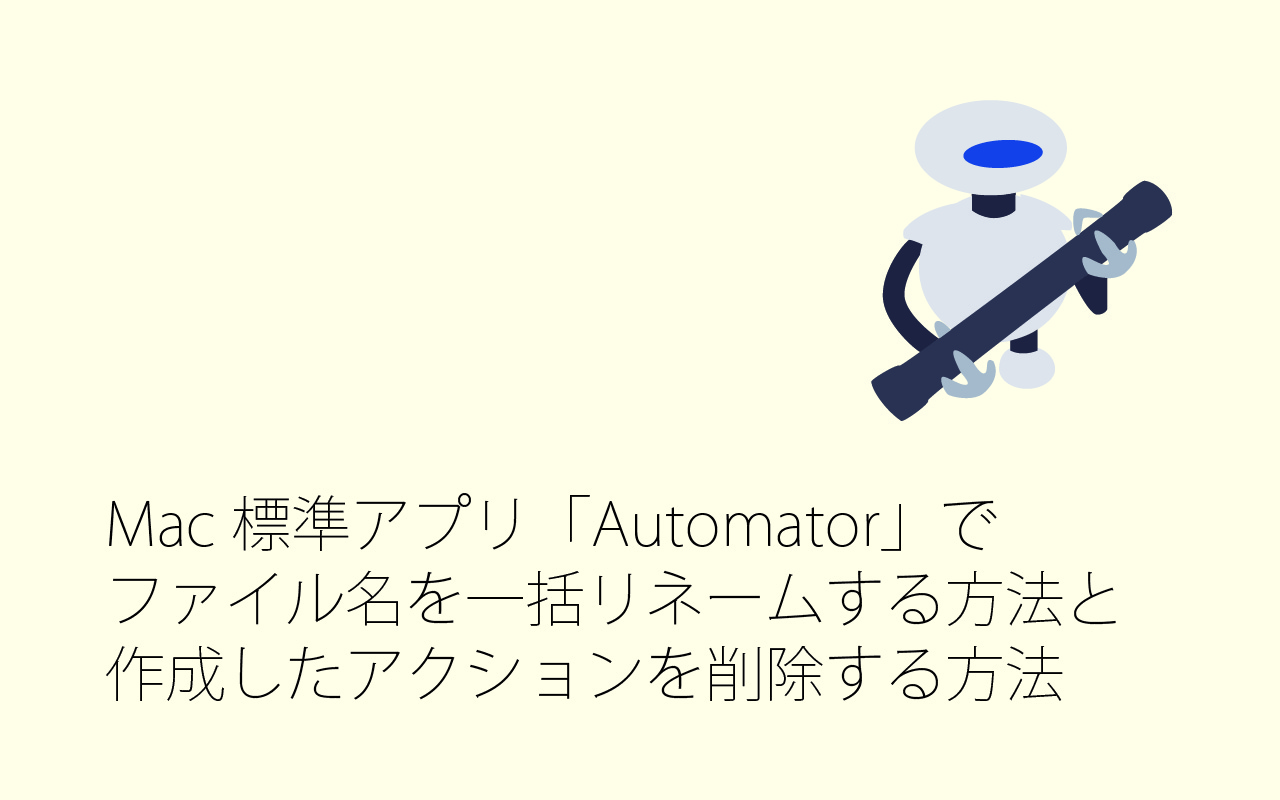 Mac 標準アプリ「Automator」で
ファイル名を一括リネームする方法と
作成したアクションを削除する方法